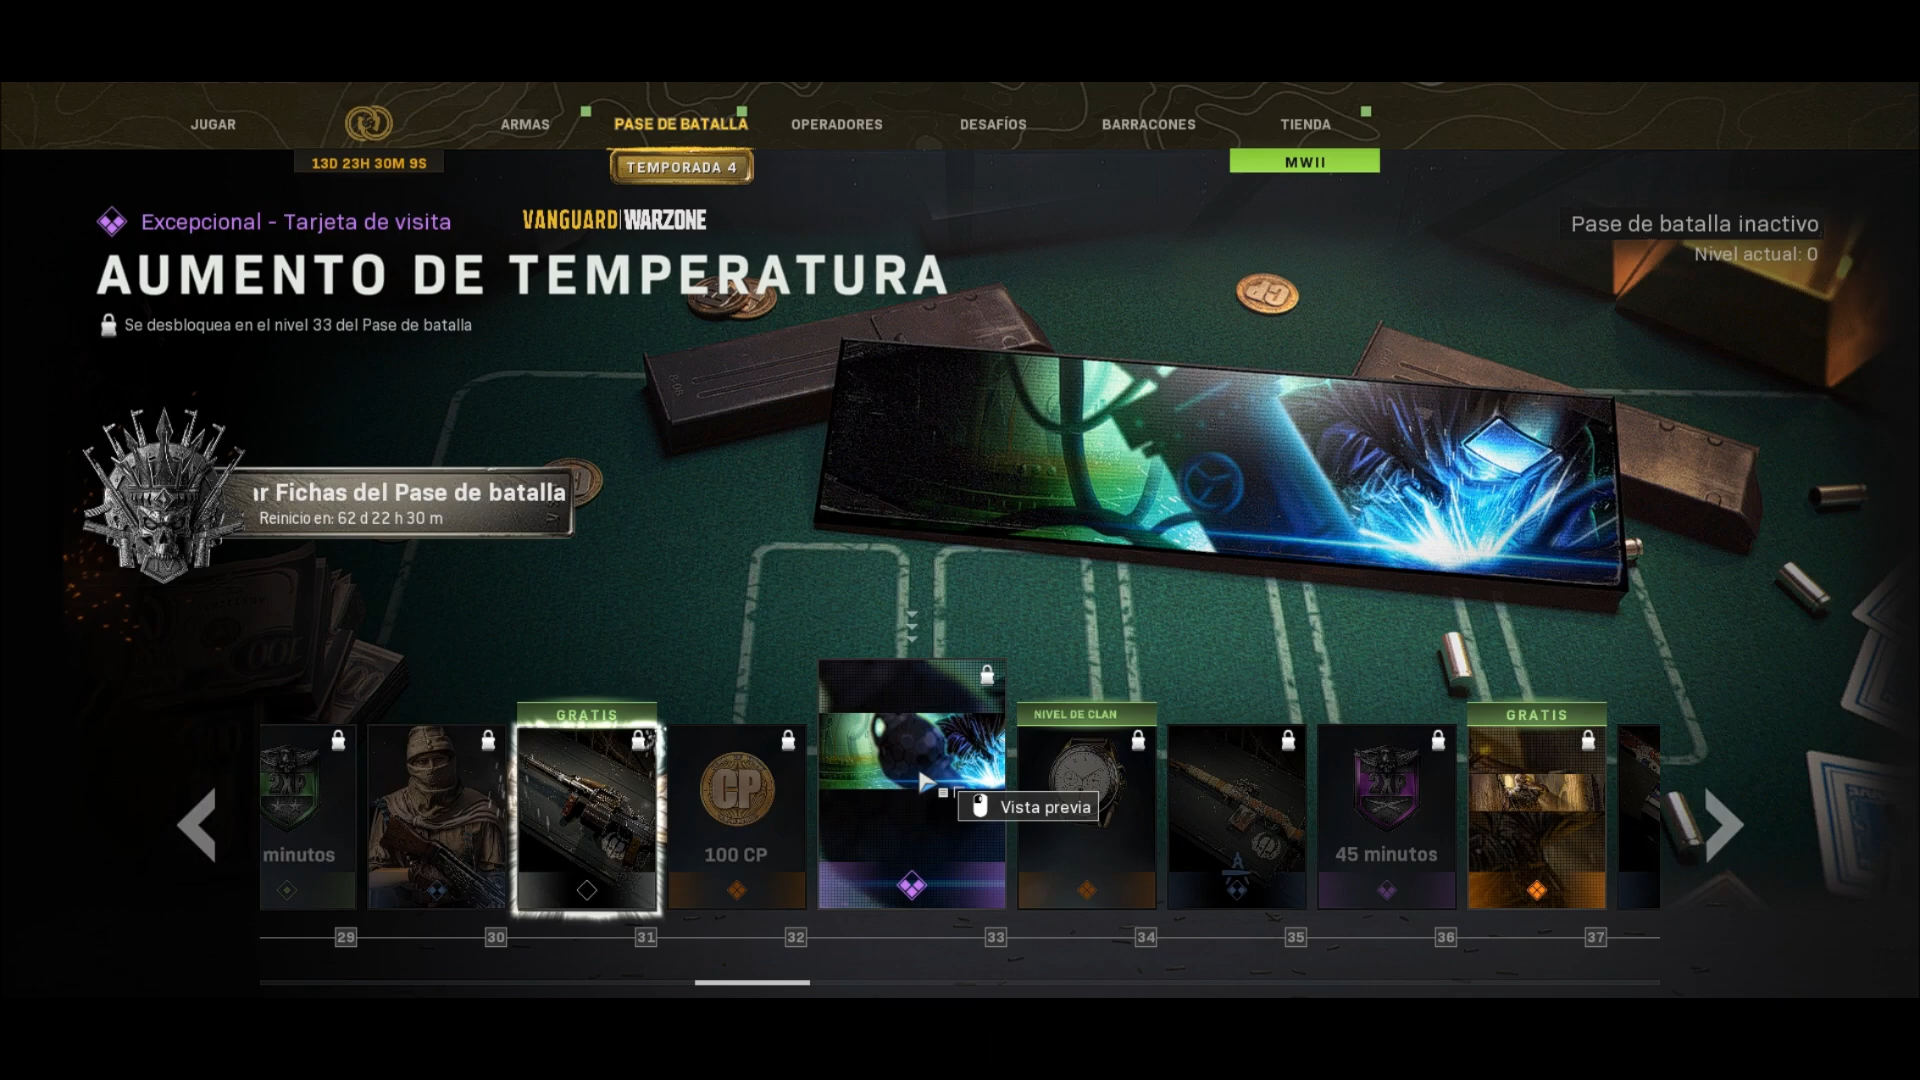 JUGAR
ARMAS
PASE DE BATALLA
OPERADORES
DESAFÍOS
BARRACONES
TIENDA
13D 23H 30M 9S
TEMPORADA 4
MWII
Excepcional - Tarjeta de visita
VANGUARD|WARZONE
Pase de batalla inactivo
Nivel actual: 0
AUMENTO DE TEMPERATURA
Se desbloquea en el nivel 33 del Pase de batalla
r Fichas del Pase de batalla
Reinicio en: 62 d 22 h 30 m
GRATIS
NIVEL DE CLAN
GRATIS
2XP
CP
2XP
Vista previa
minutos
100 CP
45 minutos
29
30
31
32
33
34
35
36
37